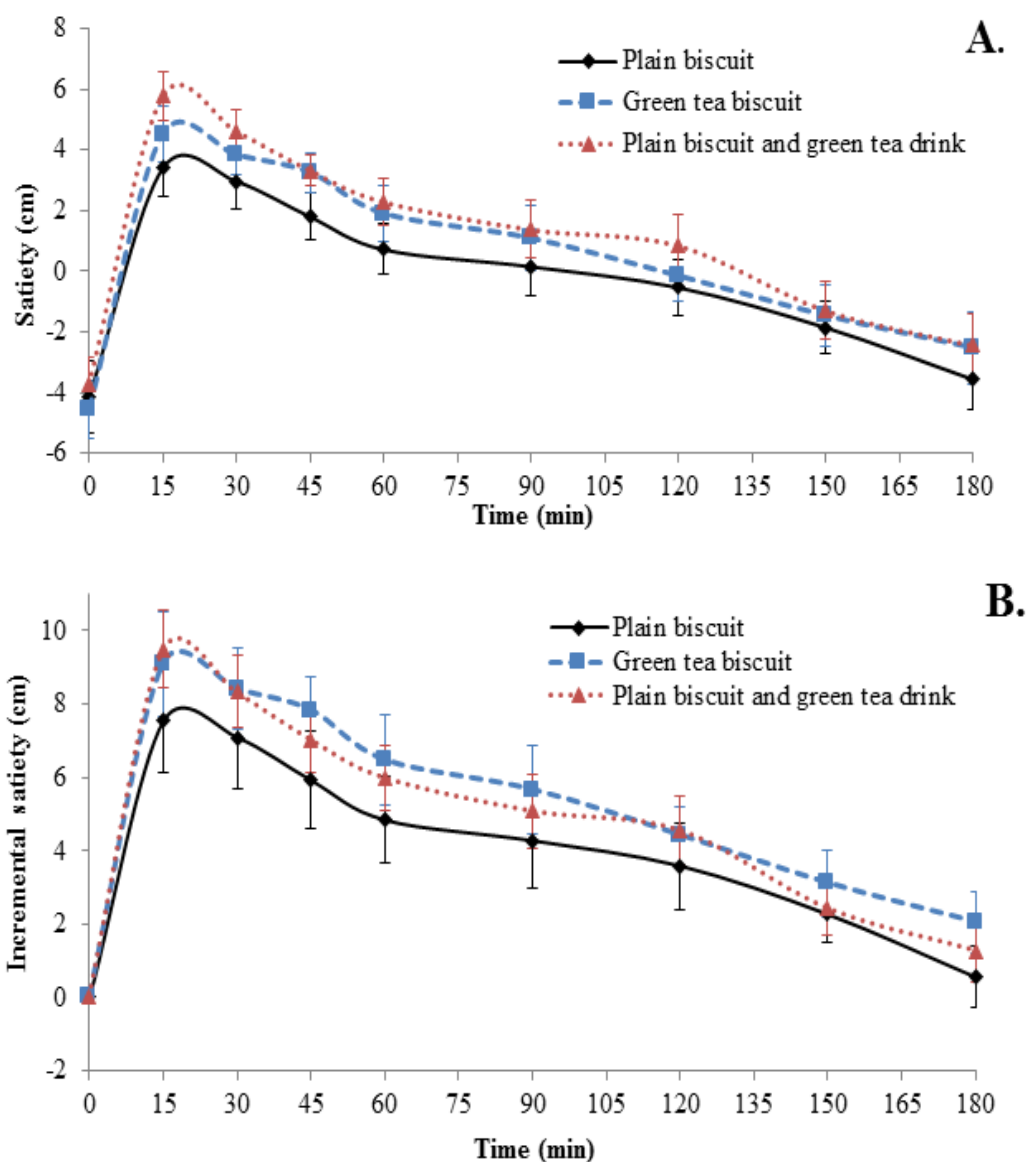 A.
8
6
4
2
0
-2
-4
-6
Satiety (cm)
Plain biscuit
Green tea biscuit
Plain biscuit and green tea drink
0 15 30 45 60 75 90 105 120 135 150 165 180
Time (min)
B.
10
8
6
4
2
0
-2
Incremental satiety (cm)
Plain biscuit
Green tea biscuit
Plain biscuit and green tea drink
0 15 30 45 60 75 90 105 120 135 150 165 180
Time (min)